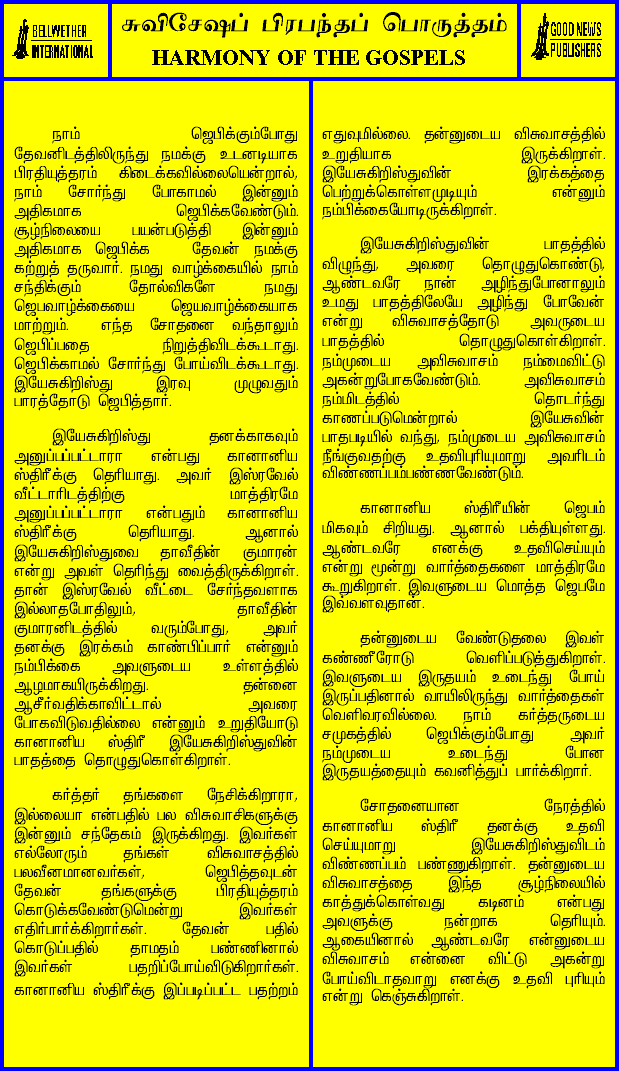 BELLWETHER
INTERNATIONAL
சுவிசேஷப் பிரபந்தப் பொருத்தம்
HARMONY OF THE GOSPELS
GOOD NEWS
PUBLISHERS
நாம் ஜெபிக்கும்போது
தேவனிடத்திலிருந்து நமக்கு உடனடியாக
பிரதியுத்தரம் கிடைக்கவில்லையென்றால்,
நாம் சோர்ந்து போகாமல் இன்னும்
அதிகமாக ஜெபிக்கவேண்டும்.
சூழ்நிலையை பயன்படுத்தி இன்னும்
அதிகமாக ஜெபிக்க தேவன் நமக்கு
கற்றுத் தருவார். நமது வாழ்க்கையில் நாம்
சந்திக்கும் தோல்விகளே நமது
ஜெபவாழ்க்கையை ஜெயவாழ்க்கையாக
மாற்றும். எந்த சோதனை வந்தாலும்
ஜெபிப்பதை நிறுத்திவிடக்கூடாது.
ஜெபிக்காமல் சோர்ந்து போய்விடக்கூடாது.
இயேசுகிறிஸ்து இரவு முழுவதும்
பாரத்தோடு ஜெபித்தார்.
இயேசுகிறிஸ்து தனக்காகவும்
அனுப்பப்பட்டாரா என்பது கானானிய
ஸ்திரீக்கு தெரியாது. அவர் இஸ்ரவேல்
வீட்டாரிடத்திற்கு மாத்திரமே
அனுப்பப்பட்டாரா என்பதும் கானானிய
ஸ்திரீக்கு தெரியாது. ஆனால்
இயேசுகிறிஸ்துவை தாவீதின் குமாரன்
என்று அவள் தெரிந்து வைத்திருக்கிறாள்.
தான் இஸ்ரவேல் வீட்டை சேர்ந்தவளாக
இல்லாதபோதிலும், தாவீதின்
குமாரனிடத்தில் வரும்போது, அவர்
தனக்கு இரக்கம் காண்பிப்பார் என்னும்
நம்பிக்கை அவளுடைய உள்ளத்தில்
ஆழமாகயிருக்கிறது. தன்னை
ஆசீர்வதிக்காவிட்டால் அவரை
போகவிடுவதில்லை என்னும் உறுதியோடு
கானானிய ஸ்திரீ இயேசுகிறிஸ்துவின்
பாதத்தை தொழுதுகொள்கிறாள்.
கர்த்தர் தங்களை நேசிக்கிறாரா,
இல்லையா என்பதில் பல விசுவாசிகளுக்கு
இன்னும் சந்தேகம் இருக்கிறது. இவர்கள்
எல்லோரும் தங்கள் விசுவாசத்தில்
பலவீனமானவர்கள், ஜெபித்தவுடன்
தேவன் தங்களுக்கு பிரதியுத்தரம்
கொடுக்கவேண்டுமென்று இவர்கள்
எதிர்பார்க்கிறார்கள். தேவன் பதில்
கொடுப்பதில் தாமதம் பண்ணினால்
இவர்கள் பதறிப்போய்விடுகிறார்கள்.
கானானிய ஸ்திரீக்கு இப்படிப்பட்ட பதற்றம்
எதுவுமில்லை. தன்னுடைய விசுவாசத்தில்
உறுதியாக இருக்கிறாள்.
இயேசுகிறிஸ்துவின் இரக்கத்தை
பெற்றுக்கொள்ளமுடியும் என்னும்
நம்பிக்கையோடிருக்கிறாள்.
இயேசுகிறிஸ்துவின் பாதத்தில்
விழுந்து, அவரை தொழுதுகொண்டு,
ஆண்டவரே நான் அழிந்துபோனாலும்
உமது பாதத்திலேயே அழிந்து போவேன்
என்று விசுவாசத்தோடு அவருடைய
பாதத்தில் தொழுதுகொள்கிறாள்.
நம்முடைய அவிசுவாசம் நம்மைவிட்டு
அகன்றுபோகவேண்டும். அவிசுவாசம்
நம்மிடத்தில் தொடர்ந்து
காணப்படுமென்றால் இயேசுவின்
பாதபடியில் வந்து, நம்முடைய அவிசுவாசம்
நீங்குவதற்கு உதவிபுரியுமாறு அவரிடம்
விண்ணப்பம்பண்ணவேண்டும்.
கானானிய ஸ்திரீயின் ஜெபம்
மிகவும் சிறியது. ஆனால் பக்தியுள்ளது.
ஆண்டவரே எனக்கு உதவிசெய்யும்
என்று மூன்று வார்த்தைகளை மாத்திரமே
கூறுகிறாள். இவளுடைய மொத்த ஜெபமே
இவ்வளவுதான்.
தன்னுடைய வேண்டுதலை இவள்
கண்ணீரோடு வெளிப்படுத்துகிறாள்.
இவளுடைய இருதயம் உடைந்து போய்
இருப்பதினால் வாயிலிருந்து வார்த்தைகள்
வெளிவரவில்லை. நாம் கர்த்தருடைய
சமுகத்தில் ஜெபிக்கும்போது அவர்
நம்முடைய உடைந்து போன
இருதயத்தையும் கவனித்துப் பார்க்கிறார்.
சோதனையான நேரத்தில்
கானானிய ஸ்திரீ தனக்கு உதவி
செய்யுமாறு இயேசுகிறிஸ்துவிடம்
விண்ணப்பம் பண்ணுகிறாள். தன்னுடைய
விசுவாசத்தை இந்த சூழ்நிலையில்
காத்துக்கொள்வது கடினம் என்பது
அவளுக்கு நன்றாக தெரியும்.
ஆகையினால் ஆண்டவரே என்னுடைய
விசுவாசம் என்னை விட்டு அகன்று
போய்விடாதவாறு எனக்கு உதவி புரியும்
என்று கெஞ்சுகிறாள்.